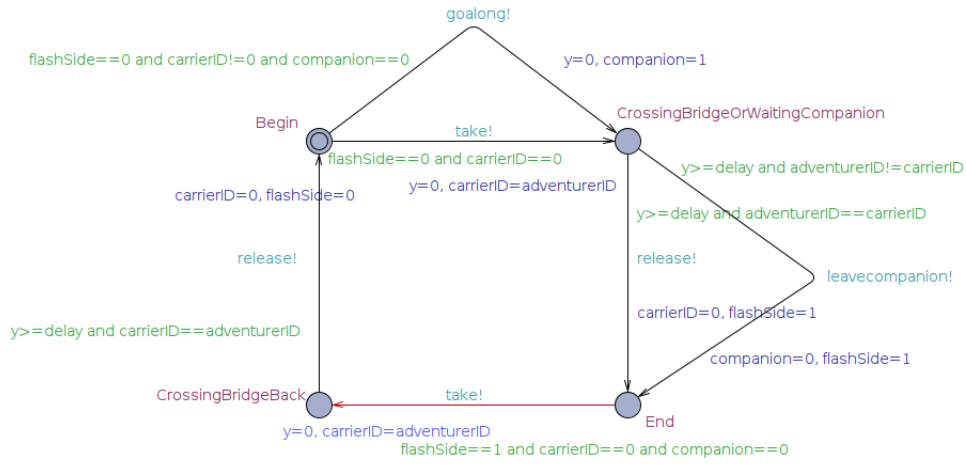 goalong!
flashSide==0 and carrierID!=0 and companion==0
y=0, companion=1
Begin
CrossingBridgeOrWaitingCompanion
take!
flashSide==0 and carrierID==0
y>=delay and adventurerID!=carrierID
carrierID=0, flashSide=0
y=0, carrierID=adventurerID
y>=delay and adventurerID==carrierID
release!
release!
leavecompanion!
carrierID=0, flashSide=1
y>=delay and carrierID==adventurerID
companion=0, flashSide=1
CrossingBridgeBack
take!
End
y=0, carrierID=adventurerID
flashSide==1 and carrierID==0 and companion==0